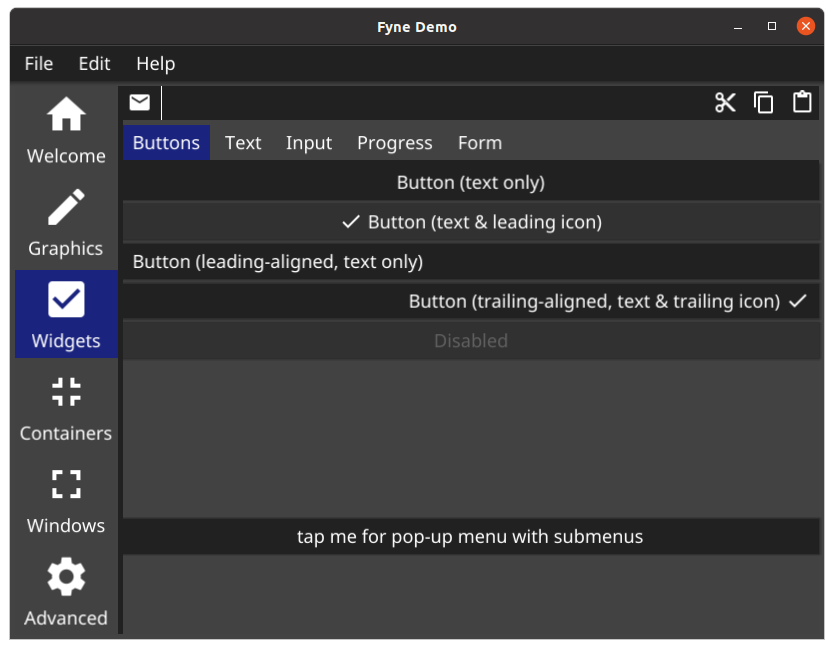 Fyne Demo
File Edit Help
Welcome
Graphics
Widgets
Containers
Windows
Advanced
Buttons Text Input Progress Form
Button (text only)
Button (text & leading icon)
Button (leading-aligned, text only)
Button (trailing-aligned, text & trailing icon)
Disabled
tap me for pop-up menu with submenus